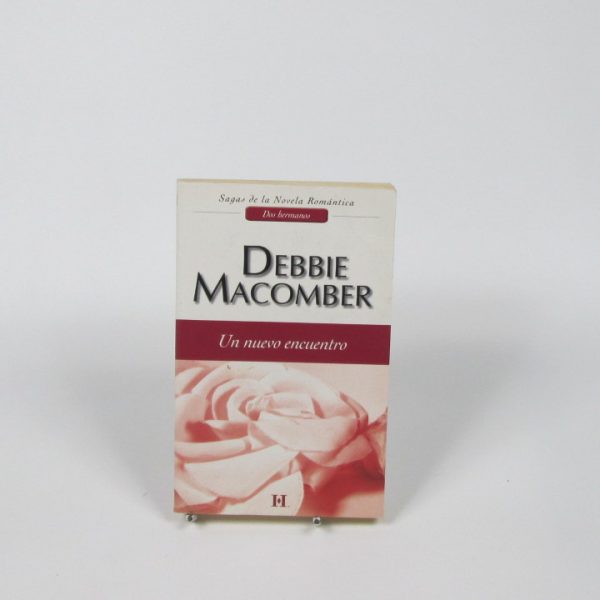 Sagas de la Novela Romántica
Dos hermanos
DEBBIE
MACOMBER
Un nuevo encuentro
H